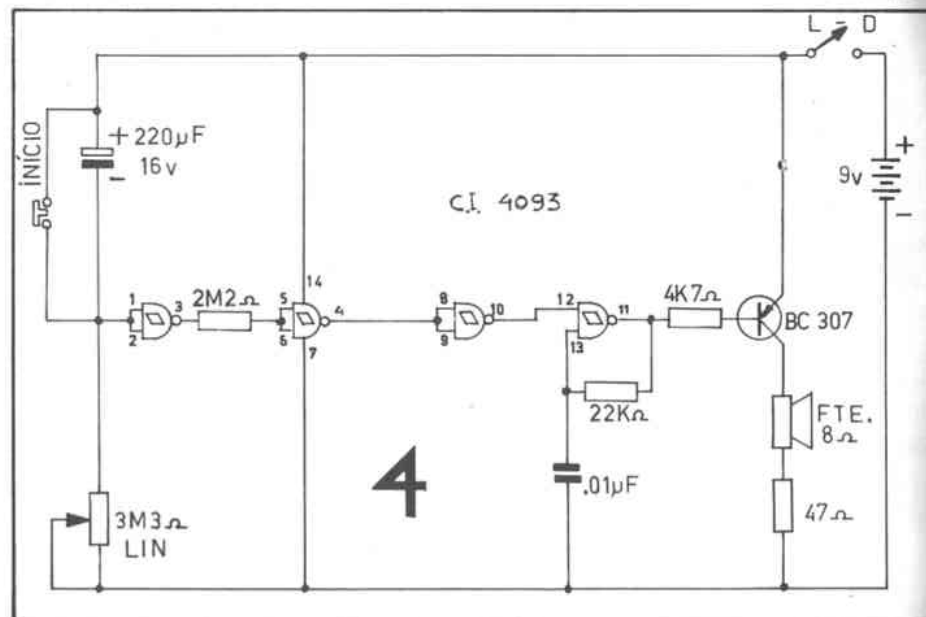 L - D
INÍCIO
+ 220µF
16v
-
+
9v
-
C.I. 4093
14
1
2
3
2M2Ω
5
6
4
7
8
9
10
12
13
11
4K7Ω
BC 307
22KΩ
FTE.
8Ω
4
.01µF
47Ω
3M3Ω
LIN